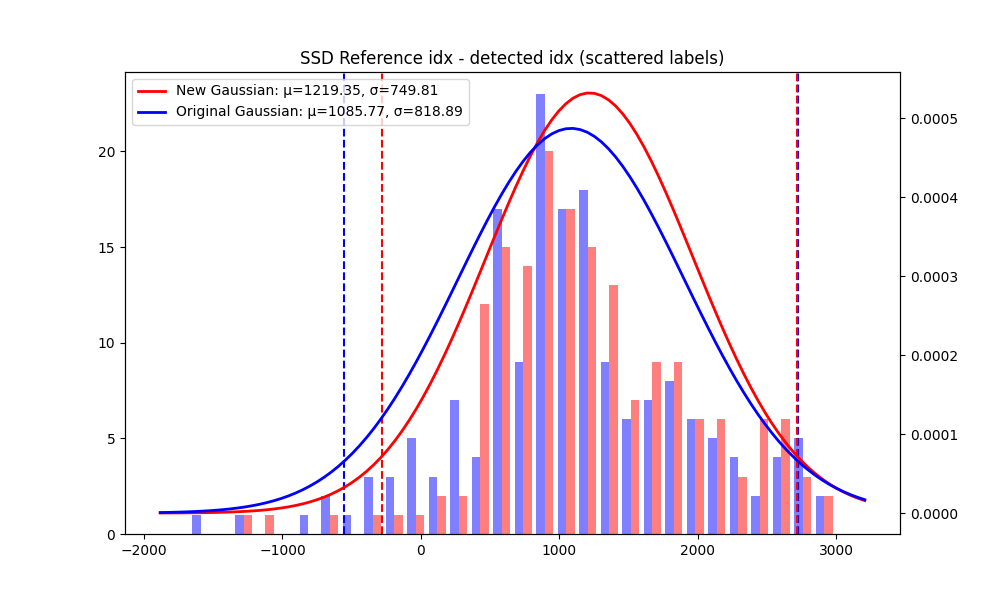 SSD Reference idx - detected idx (scattered labels)
New Gaussian: μ=1219.35, σ=749.81
Original Gaussian: μ=1085.77, σ=818.89
20
15
10
5
0
0.0005
0.0004
0.0003
0.0002
0.0001
0.0000
−2000 −1000 0 1000 2000 3000